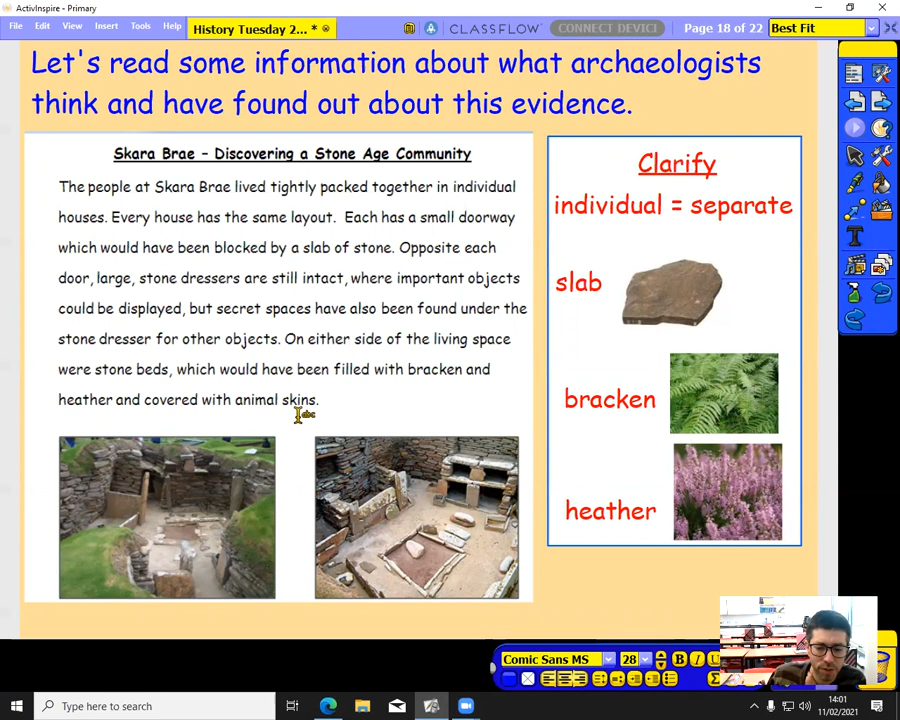 ActivInspire - Primary
File Edit View Insert Tools Help History Tuesday 2... * CLASSFLOW CONNECT DEVICE Page 18 of 22 Best Fit
Let's read some information about what archaeologists
think and have found out about this evidence.
Skara Brae – Discovering a Stone Age Community
The people at Skara Brae lived tightly packed together in individual
houses. Every house has the same layout. Each has a small doorway
which would have been blocked by a slab of stone. Opposite each
door, large, stone dressers are still intact, where important objects
could be displayed, but secret spaces have also been found under the
stone dresser for other objects. On either side of the living space
were stone beds, which would have been filled with bracken and
heather and covered with animal skins.
Clarify
individual = separate
slab
bracken
heather
Comic Sans MS 28 B I
Type here to search
14:01
11/02/2021